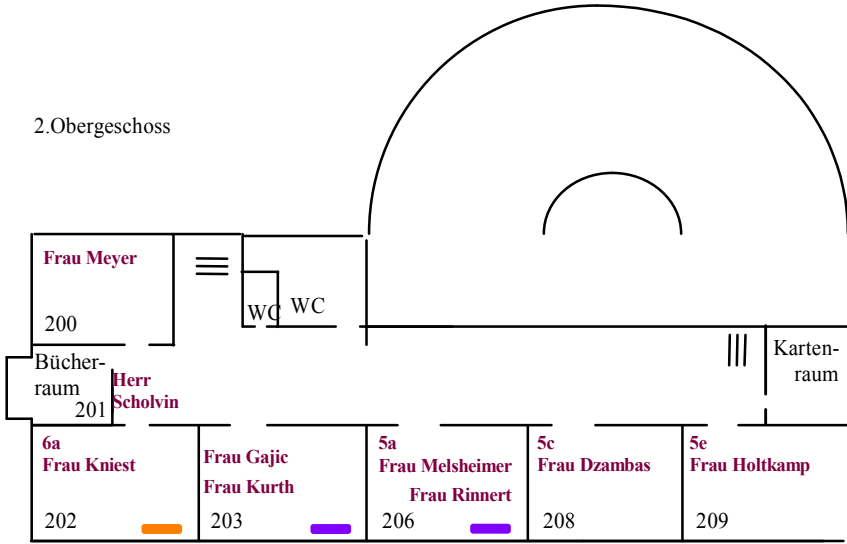 2.Obergeschoss
Frau Meyer
200
WC
WC
Bücher-
raum
201
Herr
Scholvin
Karten-
raum
6a
Frau Kniest
202
Frau Gajic
Frau Kurth
203
5a
Frau Melsheimer
Frau Rinnert
206
5c
Frau Dzambas
208
5e
Frau Holtkamp
209